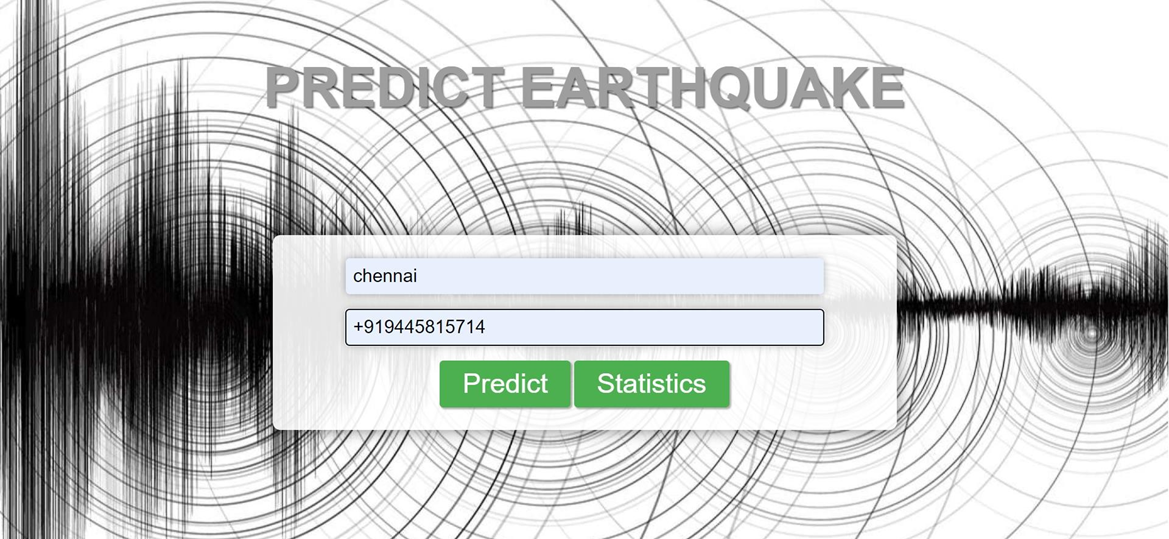 PREDICT EARTHQUAKE
chennai
+919445815714
Predict Statistics